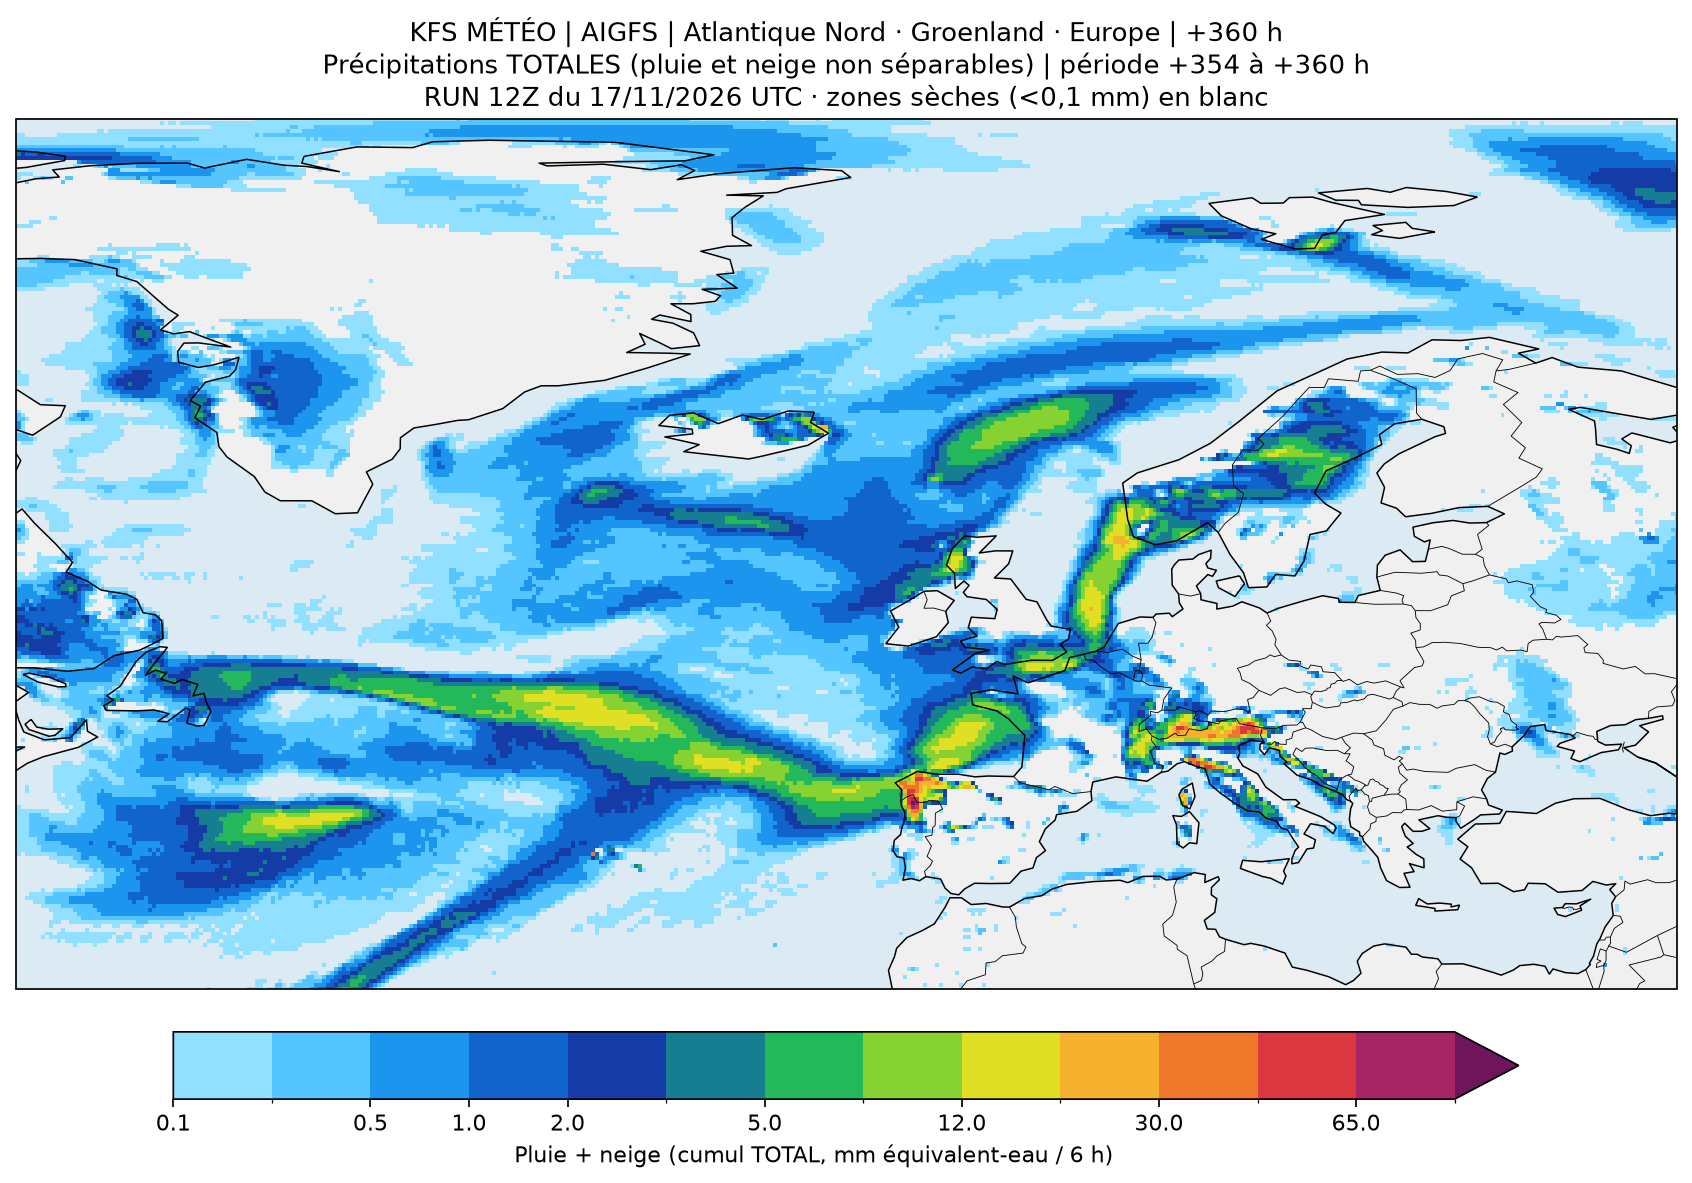 KFS MÉTÉO | AIGFS | Atlantique Nord · Groenland · Europe | +360 h
Précipitations TOTALES (pluie et neige non séparables) | période +354 à +360 h
RUN 12Z du 17/11/2026 UTC · zones sèches (<0,1 mm) en blanc
0.1 0.5 1.0 2.0 5.0 12.0 30.0 65.0
Pluie + neige (cumul TOTAL, mm équivalent-eau / 6 h)